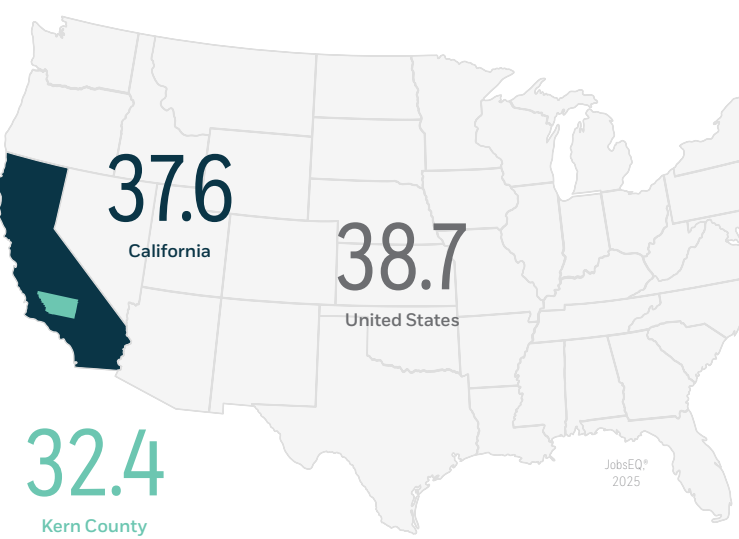 37.6
California
38.7
United States
32.4
Kern County
JobsEQ,®
2025